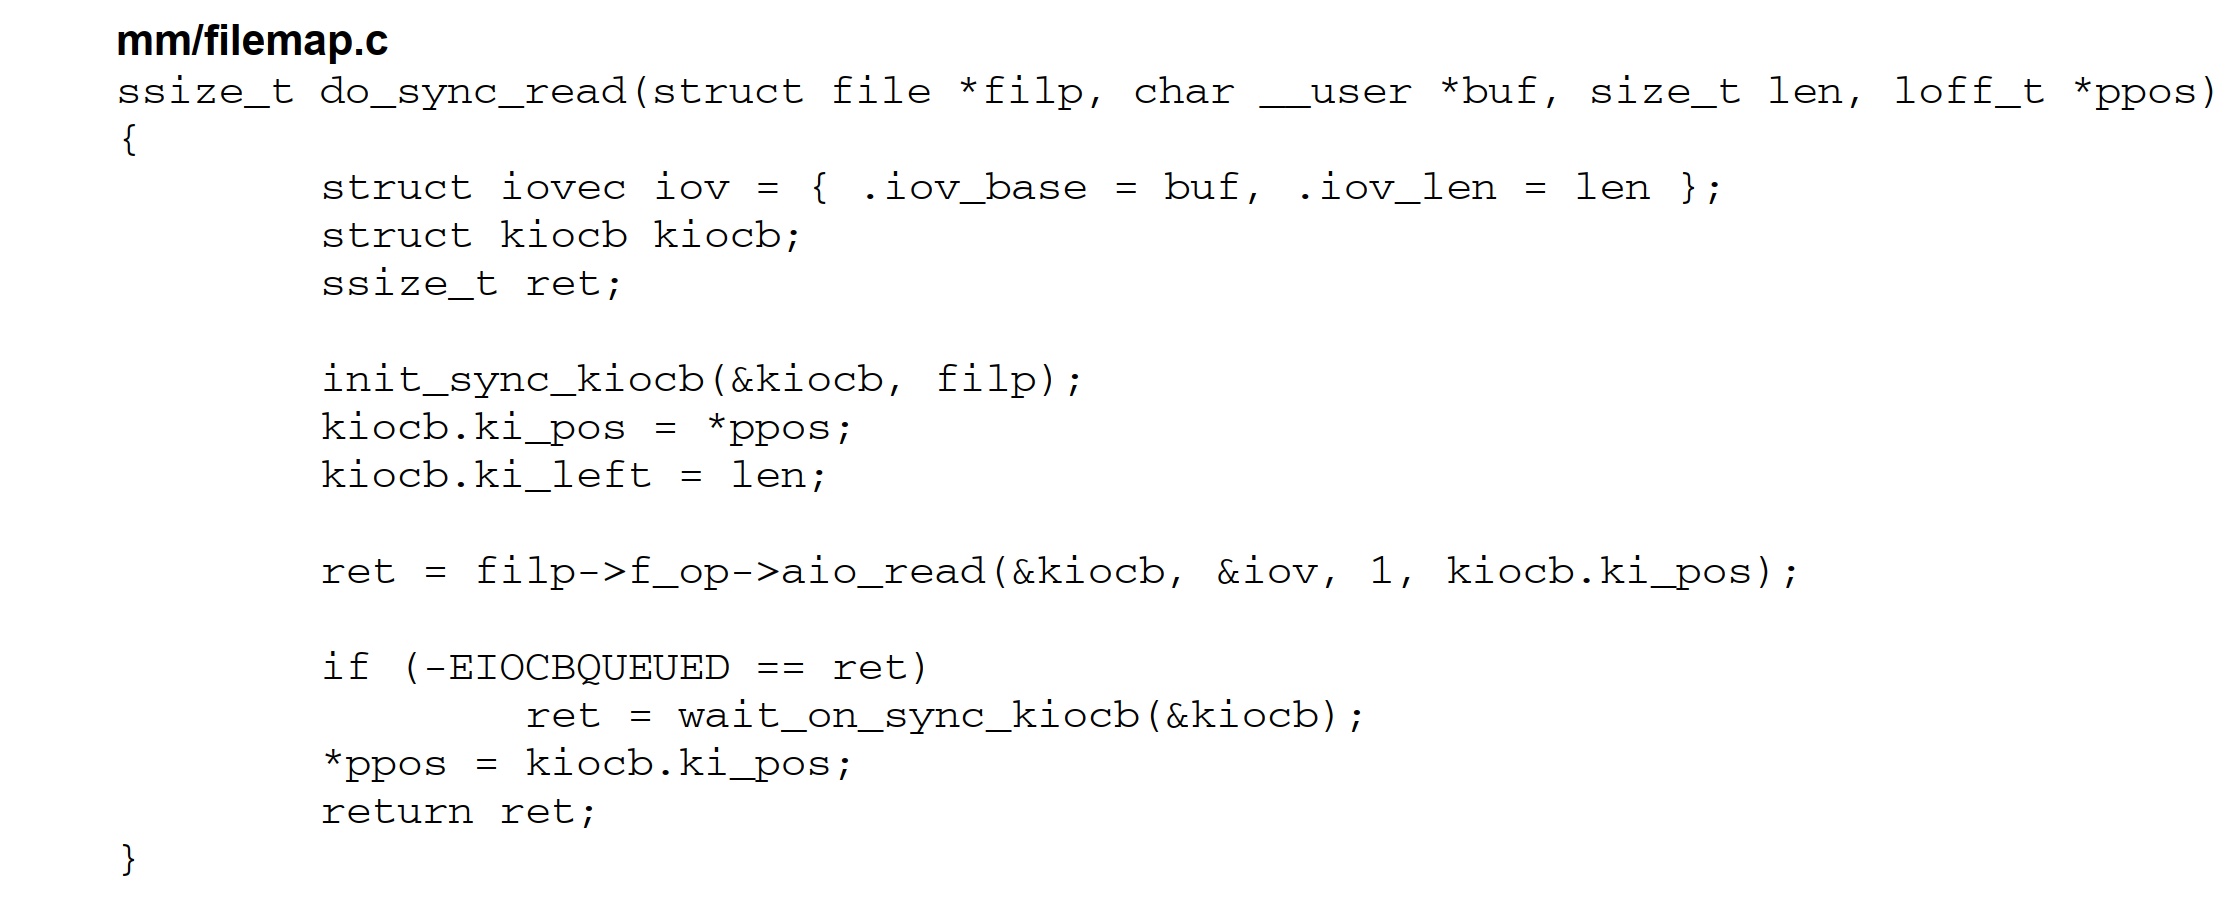 mm/filemap.c
ssize_t do_sync_read(struct file *filp, char __user *buf, size_t len, loff_t *ppos)
{
        struct iovec iov = { .iov_base = buf, .iov_len = len };
        struct kiocb kiocb;
        ssize_t ret;

        init_sync_kiocb(&kiocb, filp);
        kiocb.ki_pos = *ppos;
        kiocb.ki_left = len;

        ret = filp->f_op->aio_read(&kiocb, &iov, 1, kiocb.ki_pos);

        if (-EIOCBQUEUED == ret)
                ret = wait_on_sync_kiocb(&kiocb);
        *ppos = kiocb.ki_pos;
        return ret;
}